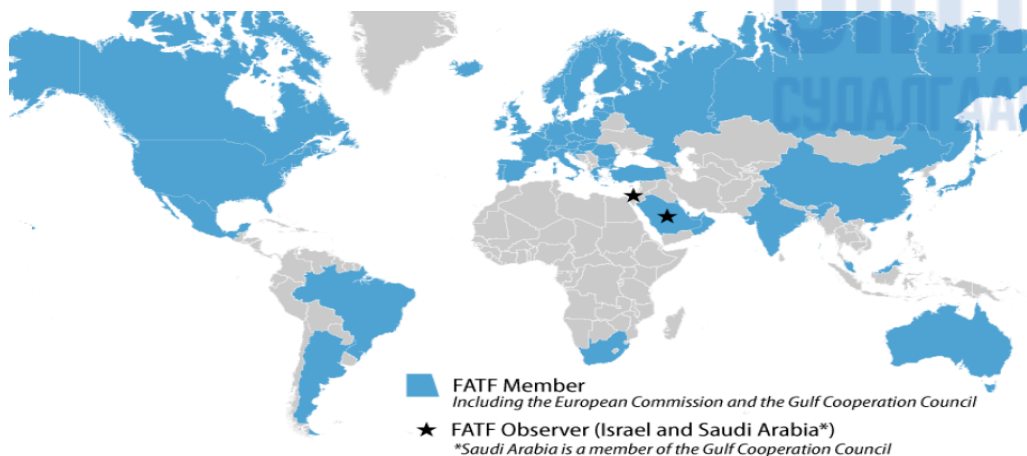 СУДАЛГАА
FATF Member
Including the European Commission and the Gulf Cooperation Council
FATF Observer (Israel and Saudi Arabia*)
*Saudi Arabia is a member of the Gulf Cooperation Council